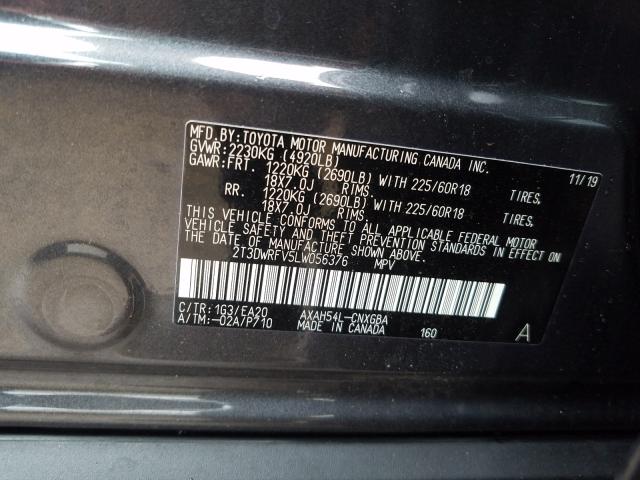 MFD.BY:TOYOTA MOTOR MANUFACTURING CANADA INC.
GVWR:2230KG (4920LB) 11/19
GAWR:FRT. 1220KG (2690LB) WITH 225/60R18 TIRES,
18X7.0J RIMS.
RR. 1220KG (2690LB) WITH 225/60R18 TIRES,
18X7.0J RIMS.
THIS VEHICLE CONFORMS TO ALL APPLICABLE FEDERAL MOTOR
VEHICLE SAFETY AND THEFT PREVENTION STANDARDS IN EFFECT ON
THE DATE OF MANUFACTURE SHOWN ABOVE.
2T3DWRFV5LW056376 MPV
C/TR:1G3/EA20 AXAH54L-CNXGBA
A/TM:-02A/P710 MADE IN CANADA 160 A